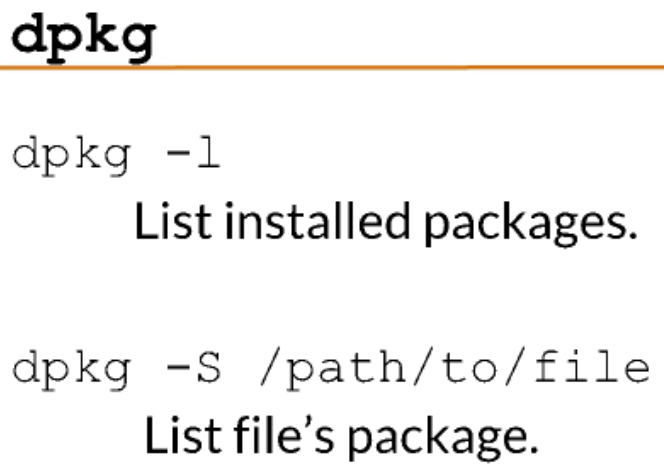 dpkg
dpkg -l
List installed packages.
dpkg -S /path/to/file
List file’s package.